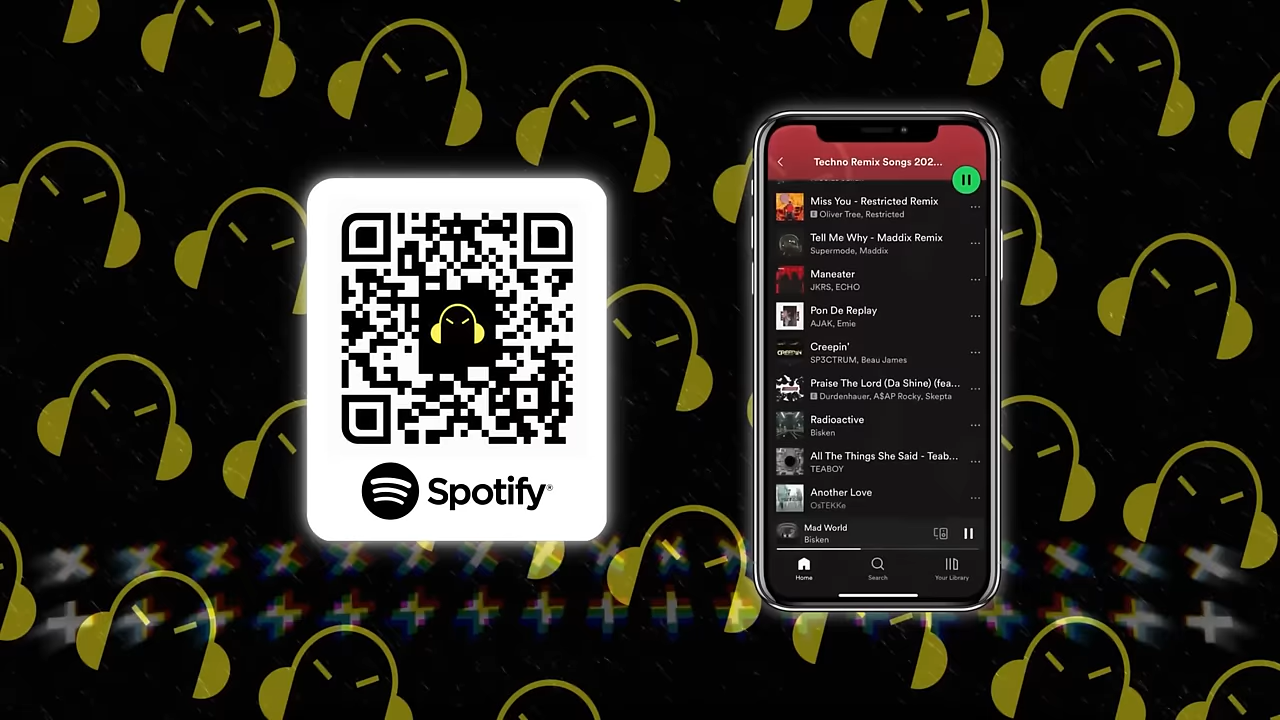 Spotify®
Techno Remix Songs 202...
Miss You - Restricted Remix
E Oliver Tree, Restricted
Tell Me Why - Maddix Remix
Supermode, Maddix
Maneater
JKRS, ECHO
Pon De Replay
AJAK, Emie
Creepin'
SP3CTRUM, Beau James
Praise The Lord (Da Shine) (fea...
E Durdenhauer, A$AP Rocky, Skepta
Radioactive
Bisken
All The Things She Said - Teab...
TEABOY
Another Love
OsTEKKe
Mad World
Bisken
Home
Search
Your Library